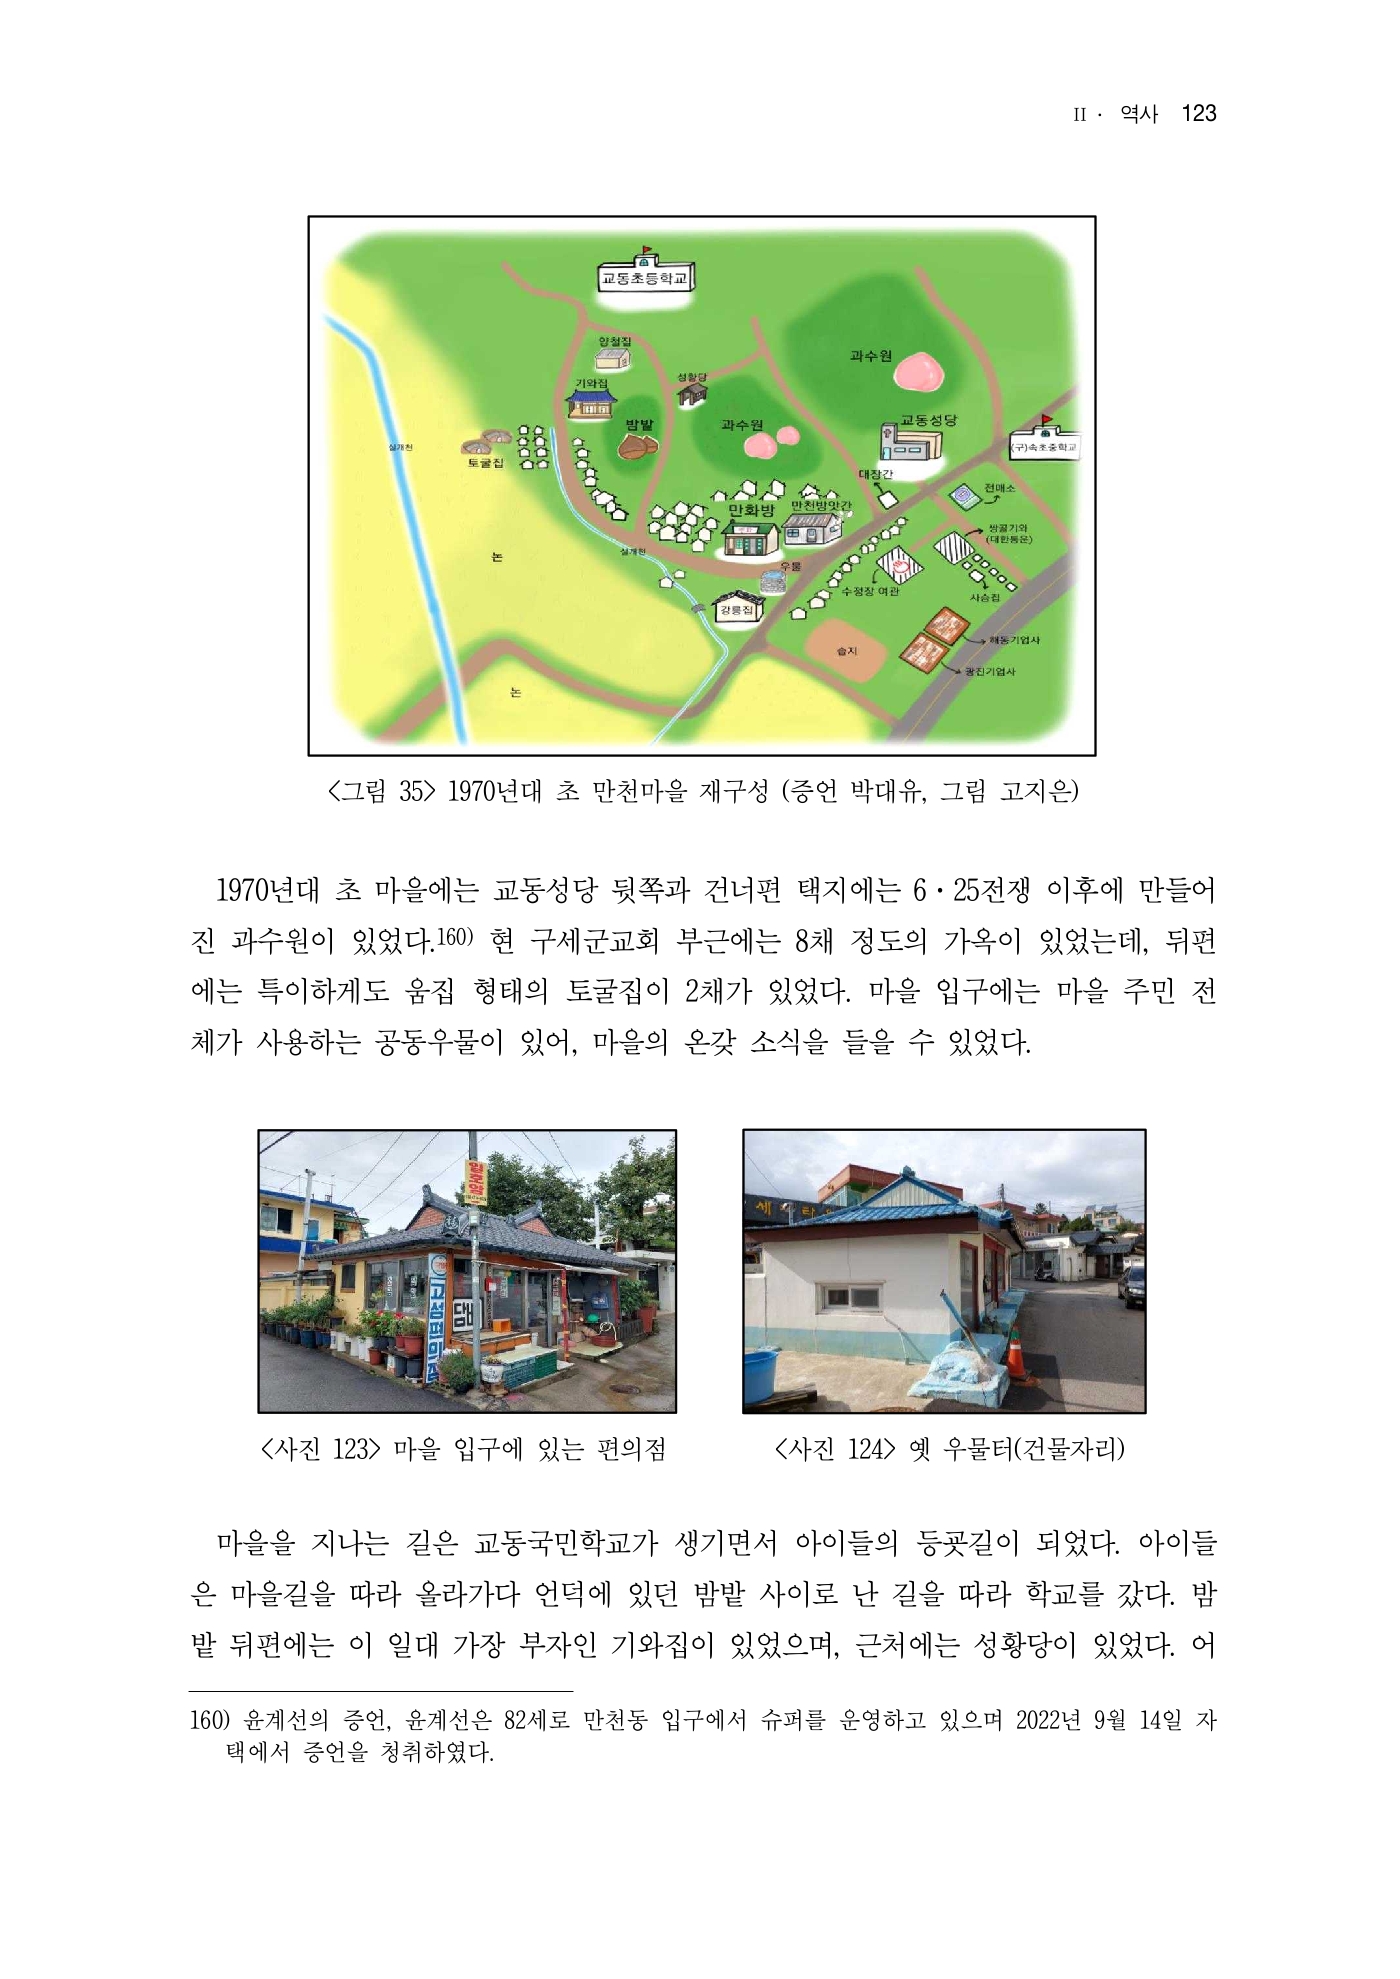 II · 역사 123
교동초등학교
양철집
기와집
성황당
과수원
밤밭
과수원
교동성당
(구)속초중학교
실개천
토굴집
대장간
전매소
만화방
만천방앗간
쌍꼴기와
(대한통운)
실개천
논
우물
수정장 여관
사슴집
강릉집
해동기업사
습지
광진기업사
논
<그림 35> 1970년대 초 만천마을 재구성 (증언 박대유, 그림 고지은)
1970년대 초 마을에는 교동성당 뒷쪽과 건너편 택지에는 6・25전쟁 이후에 만들어
진 과수원이 있었다.160) 현 구세군교회 부근에는 8채 정도의 가옥이 있었는데, 뒤편
에는 특이하게도 움집 형태의 토굴집이 2채가 있었다. 마을 입구에는 마을 주민 전
체가 사용하는 공동우물이 있어, 마을의 온갖 소식을 들을 수 있었다.
고성편의점
담배
<사진 123> 마을 입구에 있는 편의점
<사진 124> 옛 우물터(건물자리)
마을을 지나는 길은 교동국민학교가 생기면서 아이들의 등굣길이 되었다. 아이들
은 마을길을 따라 올라가다 언덕에 있던 밤밭 사이로 난 길을 따라 학교를 갔다. 밤
밭 뒤편에는 이 일대 가장 부자인 기와집이 있었으며, 근처에는 성황당이 있었다. 어
160) 윤계선의 증언, 윤계선은 82세로 만천동 입구에서 슈퍼를 운영하고 있으며 2022년 9월 14일 자
택에서 증언을 청취하였다.